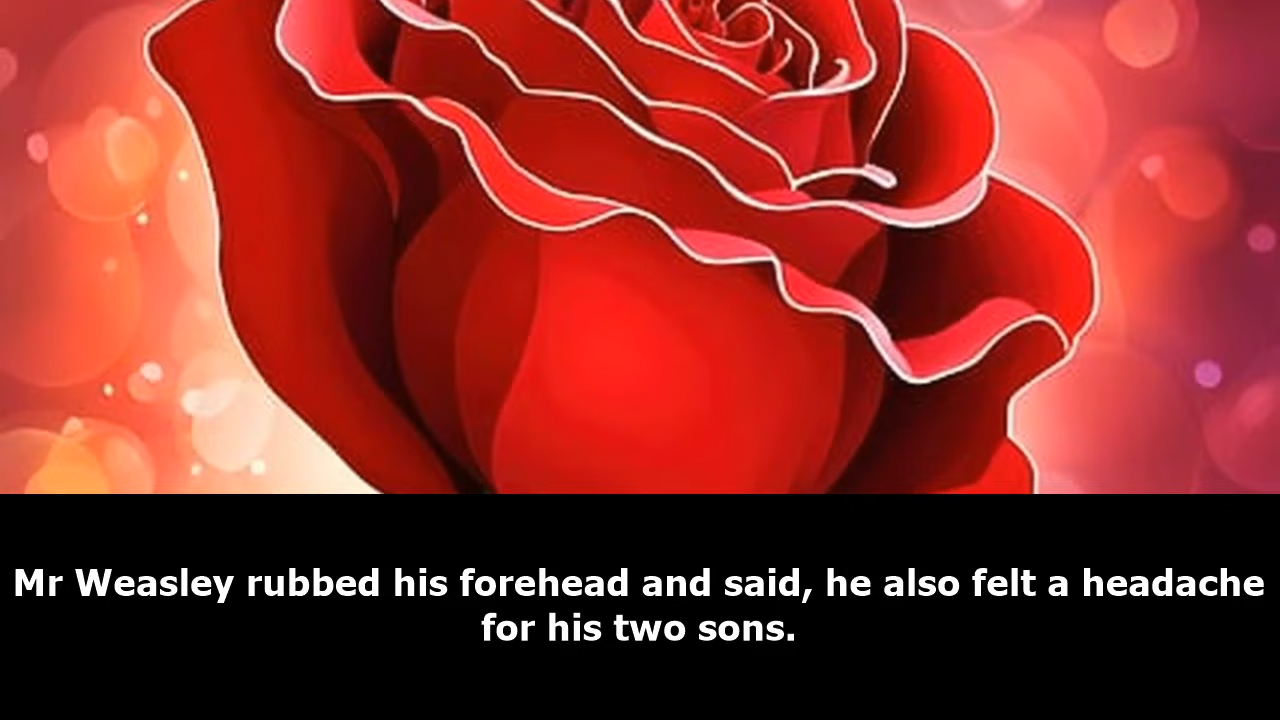 Mr Weasley rubbed his forehead and said, he also felt a headache
for his two sons.